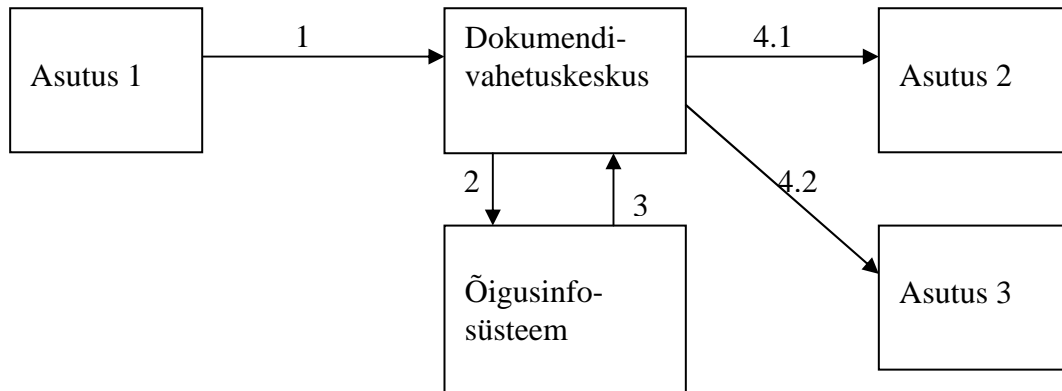 1
Dokumendi-
vahetuskeskus
4.1
Asutus 1
Asutus 2
2
3
4.2
Õigusinfo-
süsteem
Asutus 3